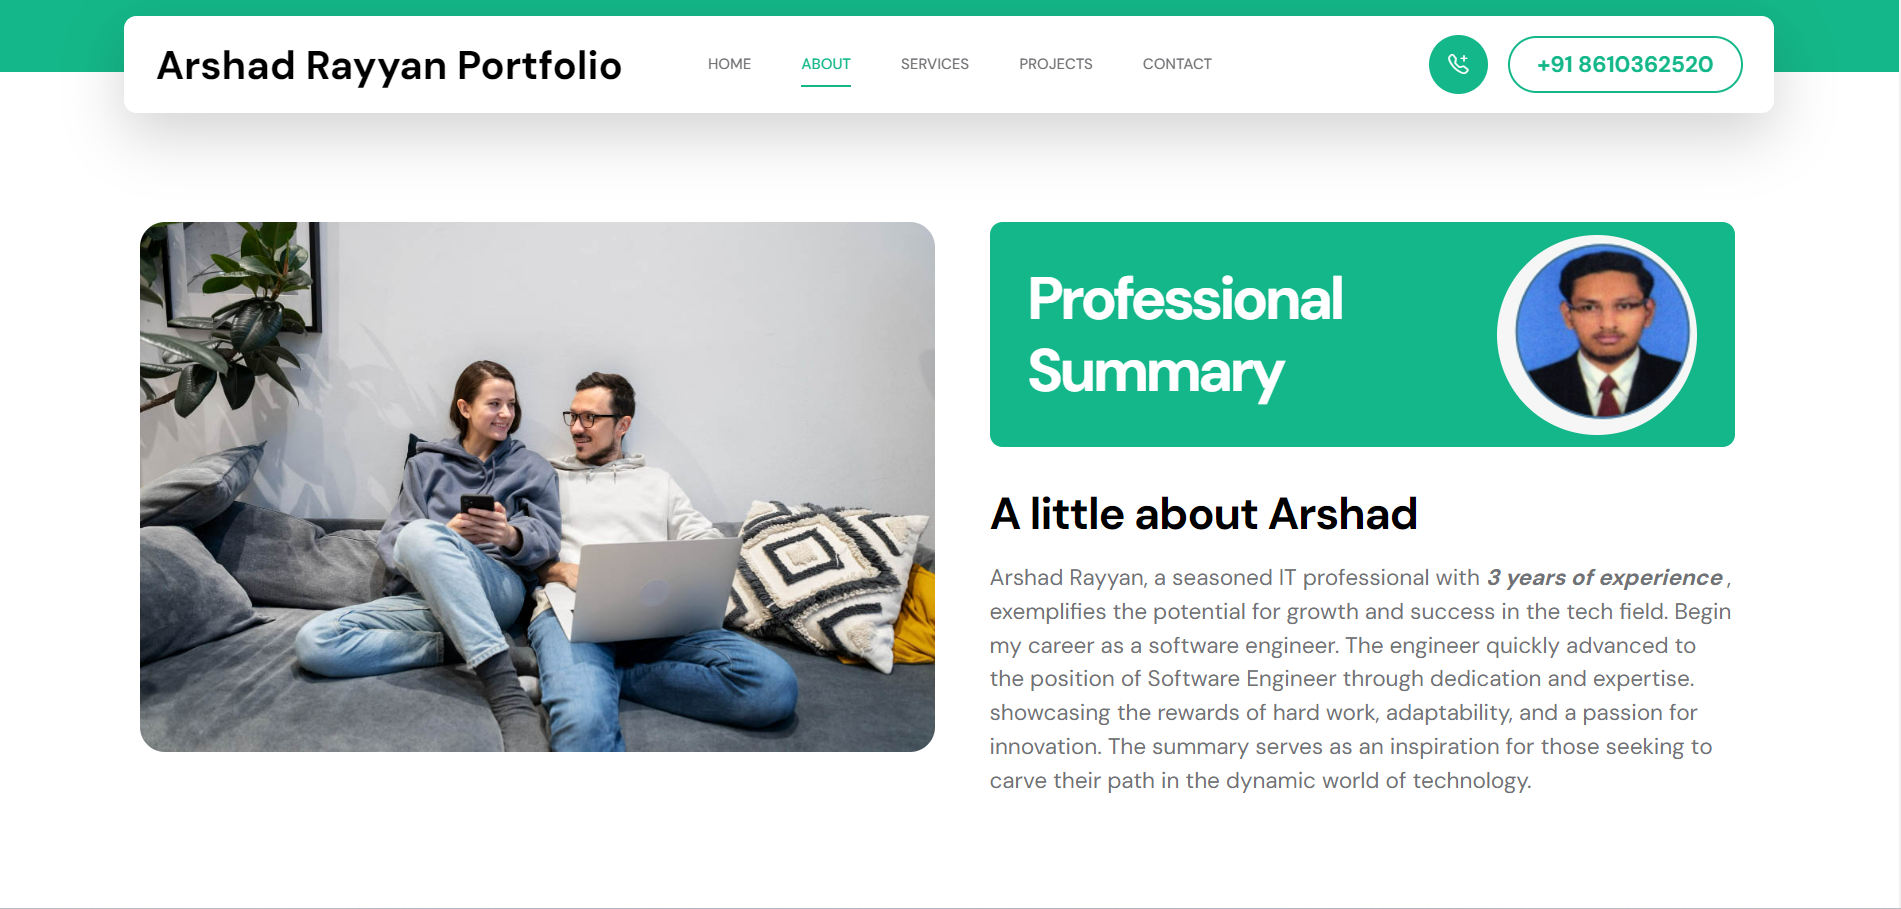 Arshad Rayyan Portfolio
HOME
ABOUT
SERVICES
PROJECTS
CONTACT
+91 8610362520
Professional
Summary
A little about Arshad
Arshad Rayyan, a seasoned IT professional with 3 years of experience ,
exemplifies the potential for growth and success in the tech field. Begin
my career as a software engineer. The engineer quickly advanced to
the position of Software Engineer through dedication and expertise.
showcasing the rewards of hard work, adaptability, and a passion for
innovation. The summary serves as an inspiration for those seeking to
carve their path in the dynamic world of technology.